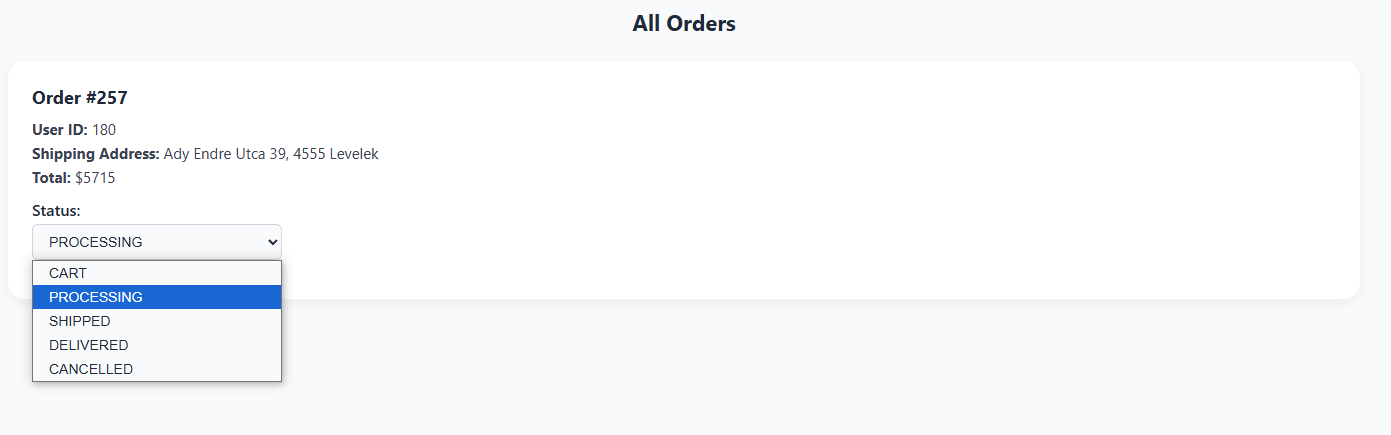 All Orders
Order #257
User ID: 180
Shipping Address: Ady Endre Utca 39, 4555 Levelek
Total: $5715
Status:
PROCESSING
CART
PROCESSING
SHIPPED
DELIVERED
CANCELLED